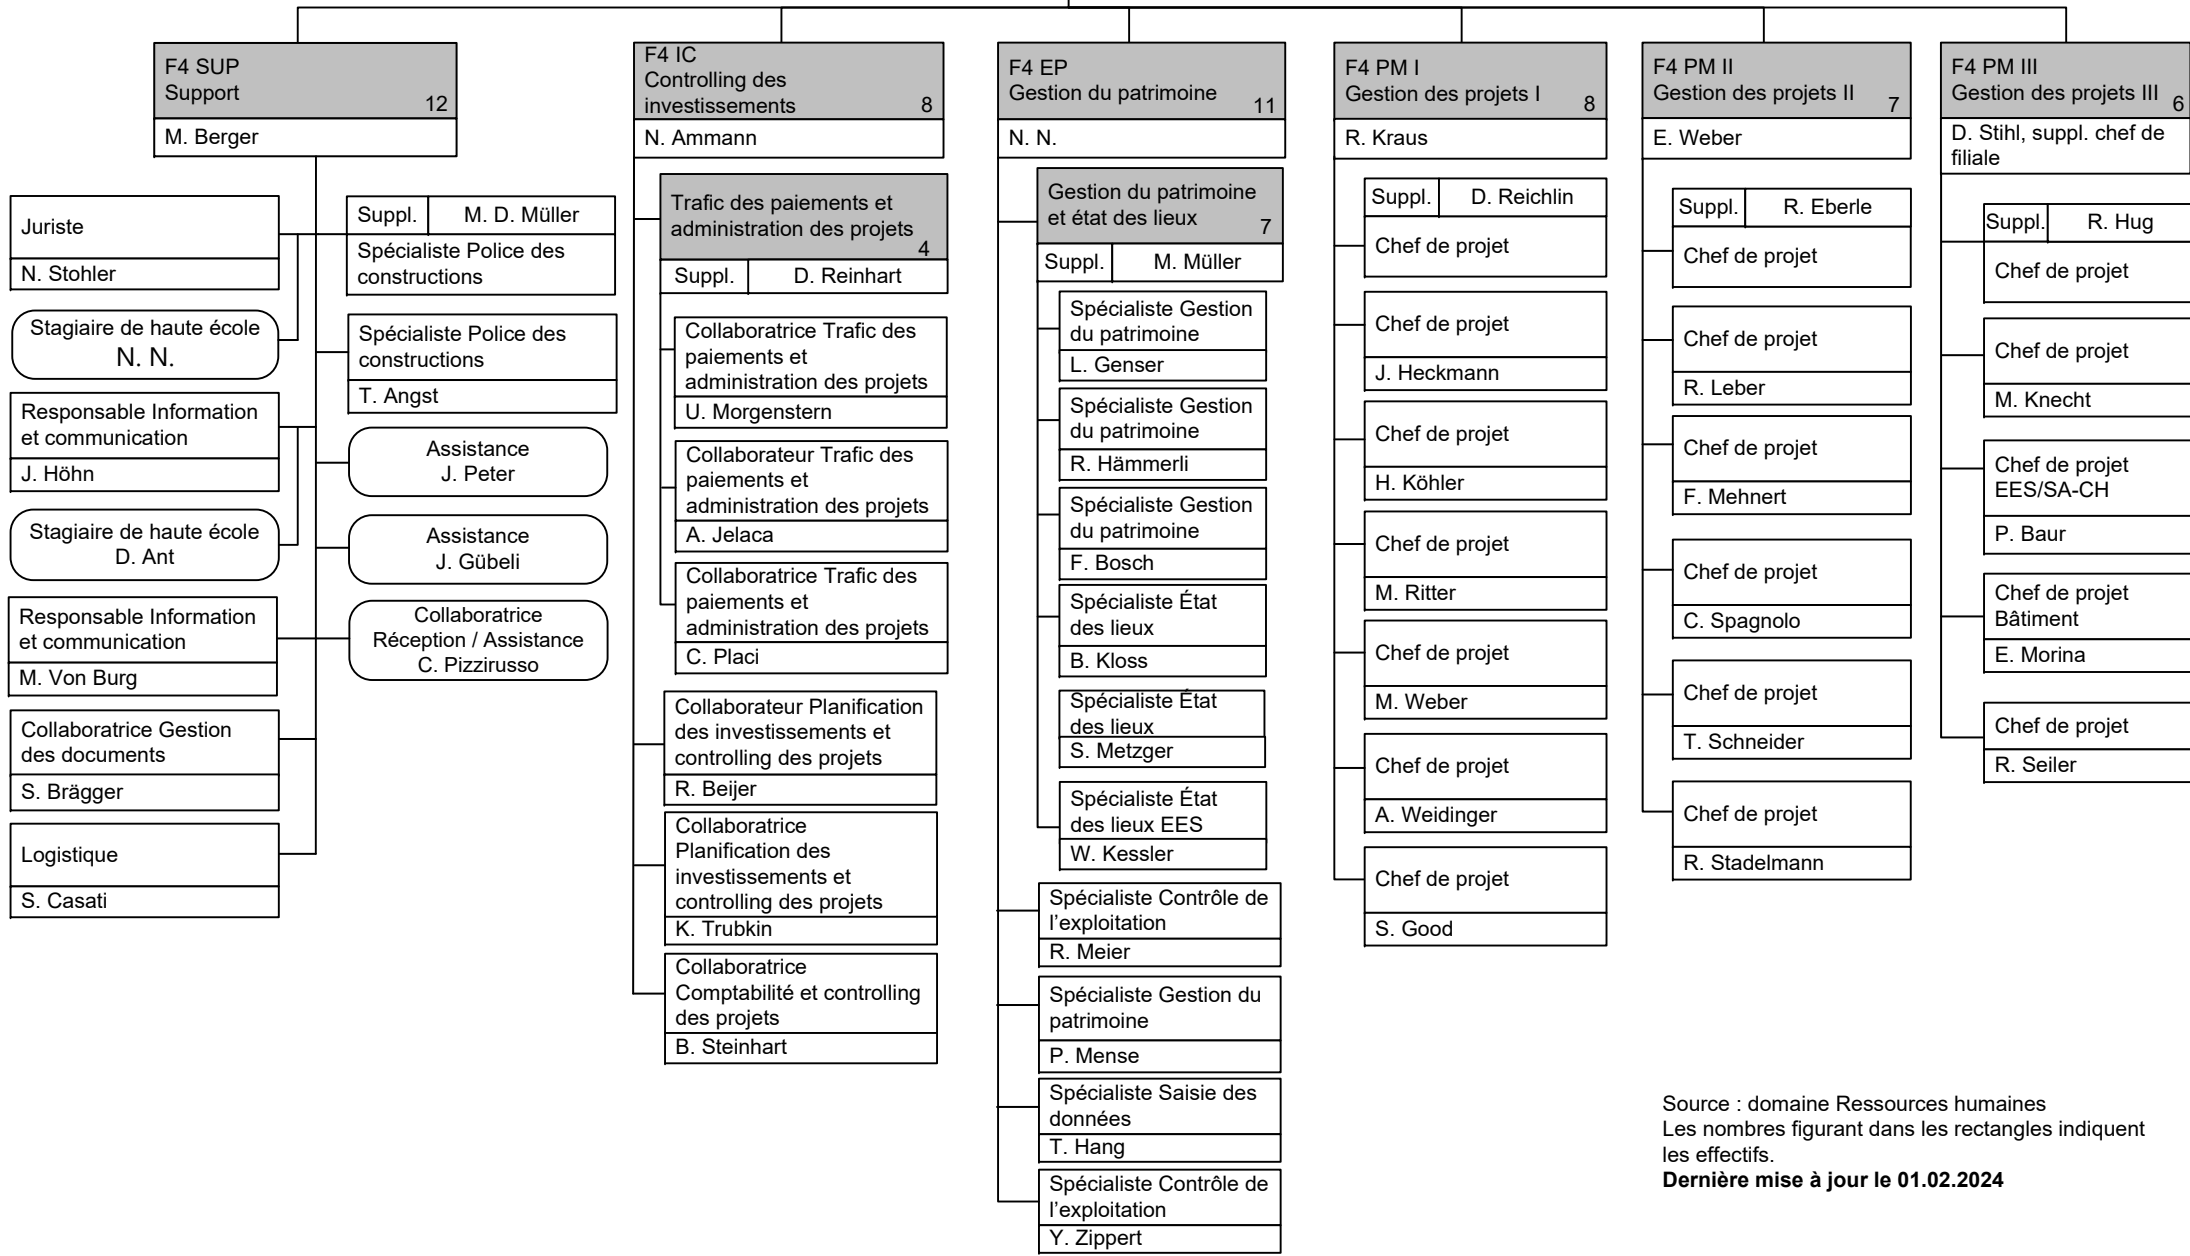 F4 SUP
Support
12
M. Berger
Juriste
N. Stohler
Stagiaire de haute école
N. N.
Responsable Information
et communication
J. Höhn
Stagiaire de haute école
D. Ant
Responsable Information
et communication
M. Von Burg
Collaboratrice Gestion
des documents
S. Brägger
Logistique
S. Casati
Suppl.
M. D. Müller
Spécialiste Police des
constructions
Spécialiste Police des
constructions
T. Angst
Assistance
J. Peter
Assistance
J. Gübeli
Collaboratrice
Réception / Assistance
C. Pizzirusso
F4 IC
Controlling des
investissements
8
N. Ammann
Trafic des paiements et
administration des projets
4
Suppl.
D. Reinhart
Collaboratrice Trafic des
paiements et
administration des projets
U. Morgenstern
Collaborateur Trafic des
paiements et
administration des projets
A. Jelaca
Collaboratrice Trafic des
paiements et
administration des projets
C. Placi
Collaborateur Planification
des investissements et
controlling des projets
R. Beijer
Collaboratrice
Planification des
investissements et
controlling des projets
K. Trubkin
Collaboratrice
Comptabilité et controlling
des projets
B. Steinhart
F4 EP
Gestion du patrimoine
11
N. N.
Gestion du patrimoine
et état des lieux
7
Suppl.
M. Müller
Spécialiste Gestion
du patrimoine
L. Genser
Spécialiste Gestion
du patrimoine
R. Hämmerli
Spécialiste Gestion
du patrimoine
F. Bosch
Spécialiste État
des lieux
B. Kloss
Spécialiste État
des lieux
S. Metzger
Spécialiste État
des lieux EES
W. Kessler
Spécialiste Contrôle de
l’exploitation
R. Meier
Spécialiste Gestion du
patrimoine
P. Mense
Spécialiste Saisie des
données
T. Hang
Spécialiste Contrôle de
l’exploitation
Y. Zippert
F4 PM I
Gestion des projets I
8
R. Kraus
Suppl.
D. Reichlin
Chef de projet
Chef de projet
J. Heckmann
Chef de projet
H. Köhler
Chef de projet
M. Ritter
Chef de projet
M. Weber
Chef de projet
A. Weidinger
Chef de projet
S. Good
F4 PM II
Gestion des projets II
7
E. Weber
Suppl.
R. Eberle
Chef de projet
Chef de projet
R. Leber
Chef de projet
F. Mehnert
Chef de projet
C. Spagnolo
Chef de projet
T. Schneider
Chef de projet
R. Stadelmann
F4 PM III
Gestion des projets III
6
D. Stihl, suppl. chef de
filiale
Suppl.
R. Hug
Chef de projet
Chef de projet
M. Knecht
Chef de projet
EES/SA-CH
P. Baur
Chef de projet
Bâtiment
E. Morina
Chef de projet
R. Seiler
Source : domaine Ressources humaines
Les nombres figurant dans les rectangles indiquent
les effectifs.
Dernière mise à jour le 01.02.2024